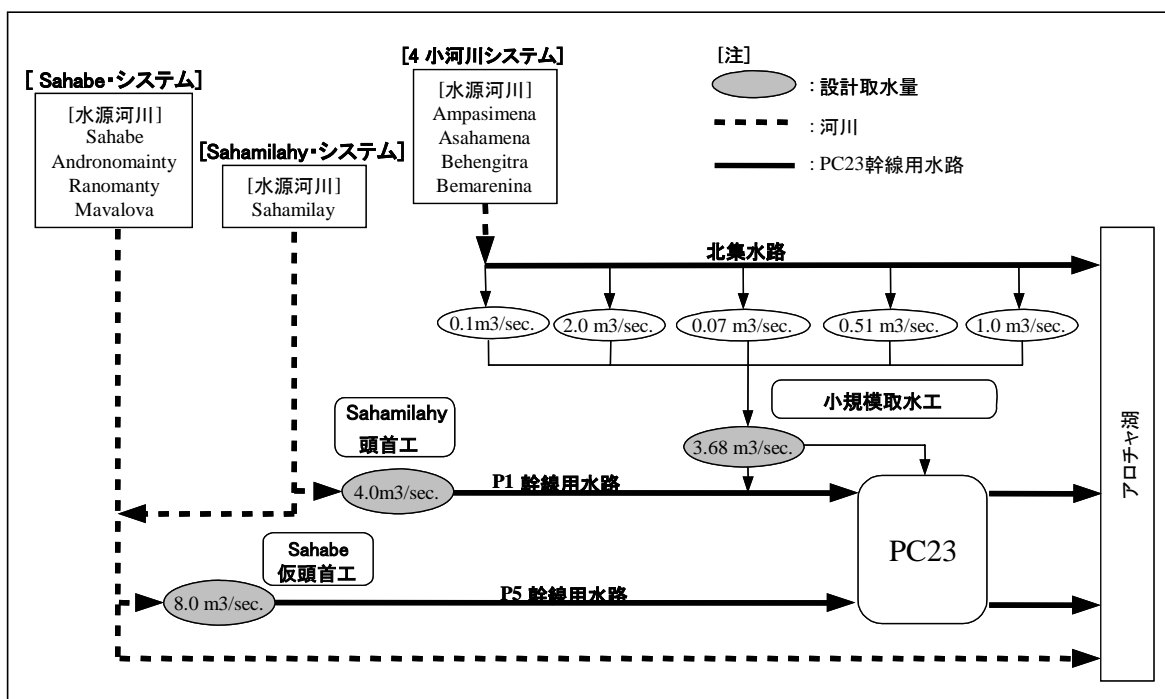 [4 小河川システム]
[水源河川]
Ampasimena
Asahamena
Behengitra
Bemarenina
[注]
: 設計取水量
: 河川
: PC23幹線用水路
[ Sahabe・システム]
[水源河川]
Sahabe
Andronomainty
Ranomanty
Mavalova
[Sahamilahy・システム]
[水源河川]
Sahamilay
北集水路
0.1m3/sec.
2.0 m3/sec.
0.07 m3/sec.
0.51 m3/sec.
1.0 m3/sec.
小規模取水工
3.68 m3/sec.
Sahamilahy
頭首工
4.0m3/sec.
P1 幹線用水路
Sahabe
仮頭首工
8.0 m3/sec.
P5 幹線用水路
PC23
アロチャ湖